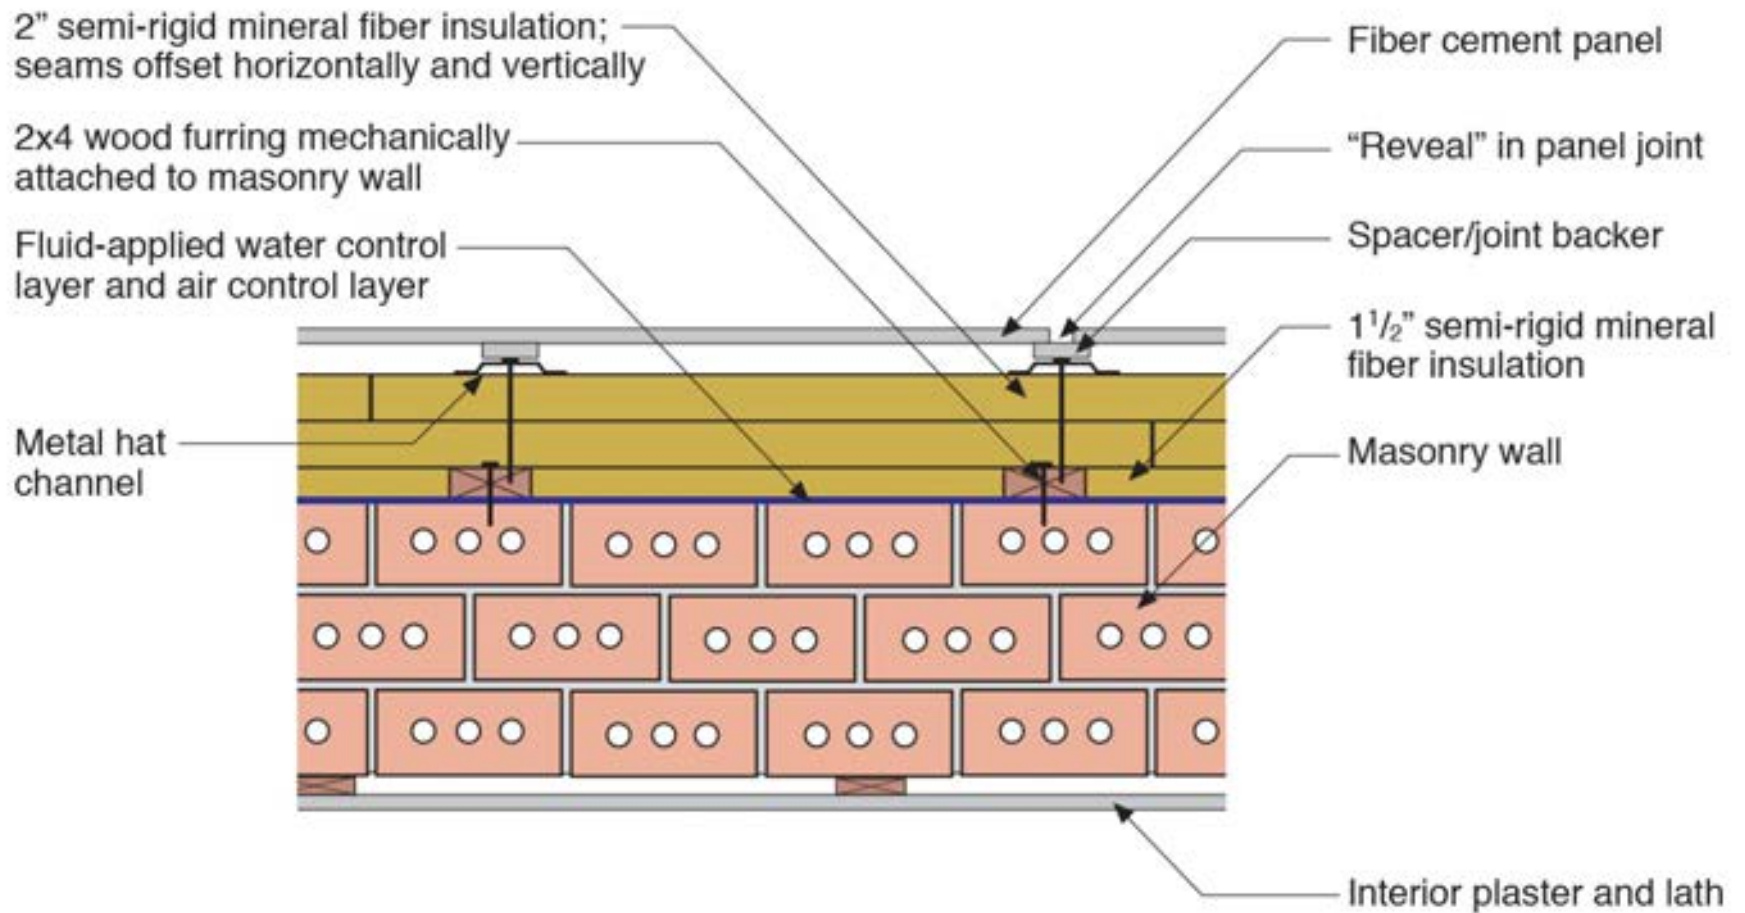 2” semi-rigid mineral fiber insulation;
seams offset horizontally and vertically
2x4 wood furring mechanically
attached to masonry wall
Fluid-applied water control
layer and air control layer
Metal hat
channel
Fiber cement panel
“Reveal” in panel joint
Spacer/joint backer
1¹/₂” semi-rigid mineral
fiber insulation
Masonry wall
Interior plaster and lath